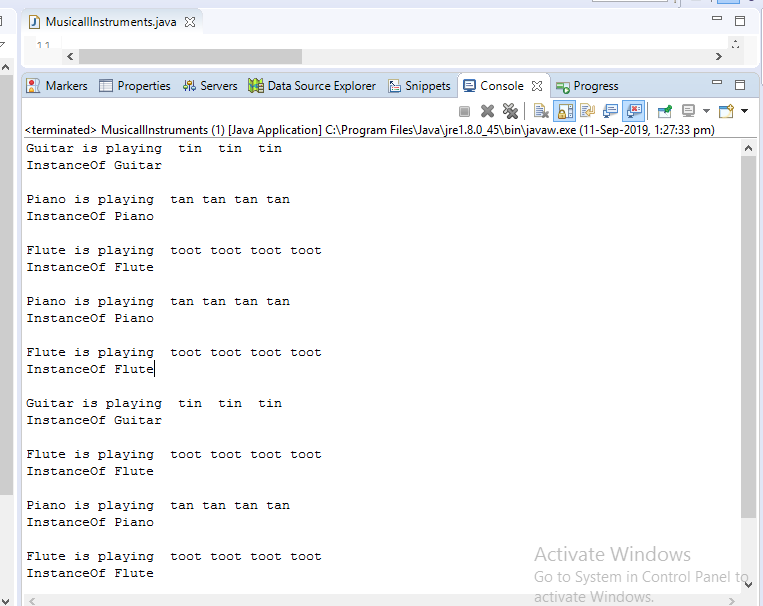 MusicalIInstruments.java
11
Markers Properties Servers Data Source Explorer Snippets Console Progress
<terminated> MusicalIInstruments (1) [Java Application] C:\Program Files\Java\jre1.8.0_45\bin\javaw.exe (11-Sep-2019, 1:27:33 pm)
Guitar is playing  tin  tin  tin
InstanceOf Guitar
Piano is playing  tan tan tan tan
InstanceOf Piano
Flute is playing  toot toot toot toot
InstanceOf Flute
Piano is playing  tan tan tan tan
InstanceOf Piano
Flute is playing  toot toot toot toot
InstanceOf Flute
Guitar is playing  tin  tin  tin
InstanceOf Guitar
Flute is playing  toot toot toot toot
InstanceOf Flute
Piano is playing  tan tan tan tan
InstanceOf Piano
Flute is playing  toot toot toot toot
InstanceOf Flute
Activate Windows
Go to System in Control Panel to
activate Windows.